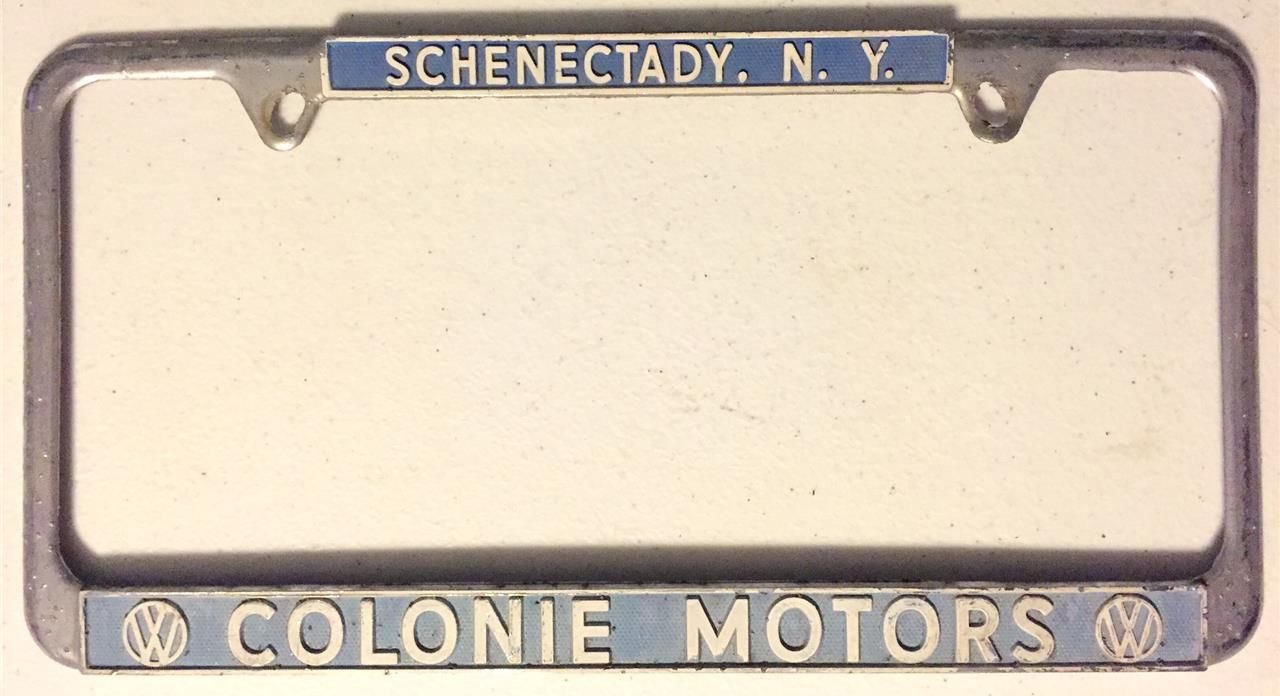 SCHENECTADY, N. Y.
VW COLONIE MOTORS VW